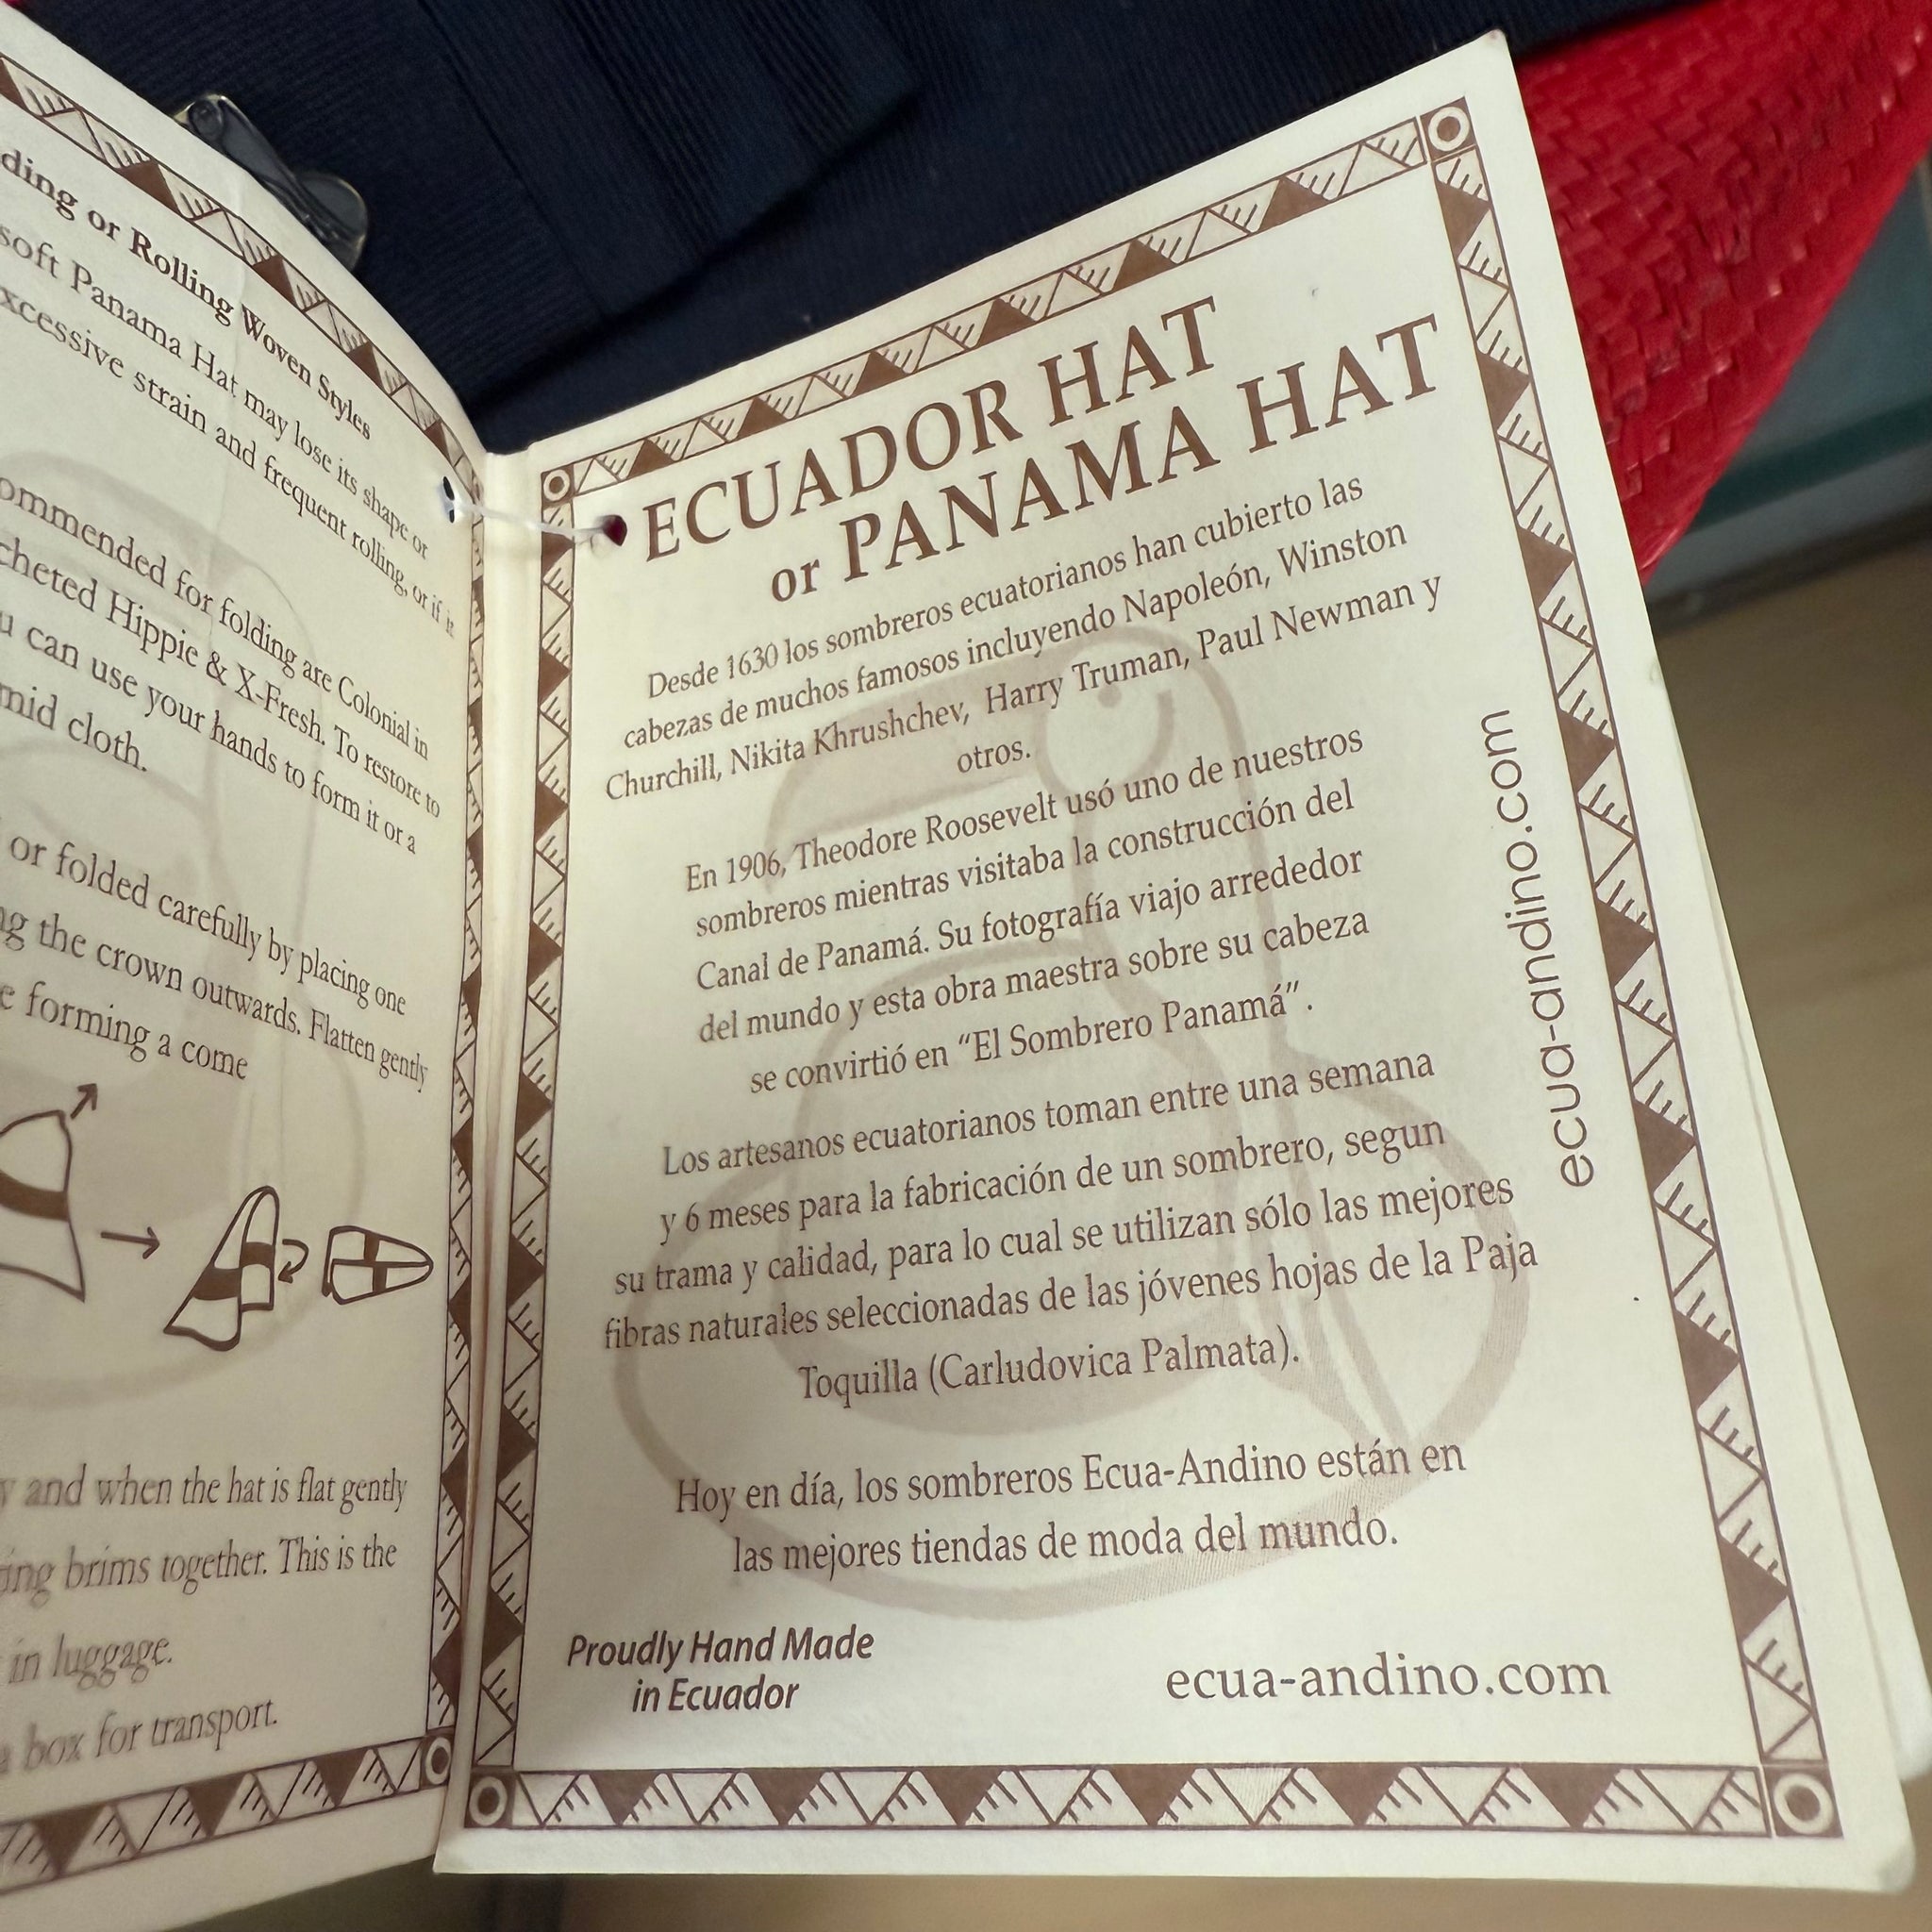 ding or Rolling Woven Styles
soft Panama Hat may lose its shape or
xcessive strain and frequent rolling, or if it
ommended for folding are Colonial in
cheted Hippie & X-Fresh. To restore to
u can use your hands to form it or a
mid cloth.
or folded carefully by placing one
ng the crown outwards. Flatten gently
e forming a come
y and when the hat is flat gently
ing brims together. This is the
in luggage.
a box for transport.
ECUADOR HAT
or PANAMA HAT
Desde 1630 los sombreros ecuatorianos han cubierto las
cabezas de muchos famosos incluyendo Napoleón, Winston
Churchill, Nikita Khrushchev, Harry Truman, Paul Newman y
otros.
En 1906, Theodore Roosevelt usó uno de nuestros
sombreros mientras visitaba la construcción del
Canal de Panamá. Su fotografía viajo arrededor
del mundo y esta obra maestra sobre su cabeza
se convirtió en "El Sombrero Panamá".
Los artesanos ecuatorianos toman entre una semana
y 6 meses para la fabricación de un sombrero, segun
su trama y calidad, para lo cual se utilizan sólo las mejores
fibras naturales seleccionadas de las jóvenes hojas de la Paja
Toquilla (Carludovica Palmata).
Hoy en día, los sombreros Ecua-Andino están en
las mejores tiendas de moda del mundo.
Proudly Hand Made
in Ecuador
ecua-andino.com
ecua-andino.com